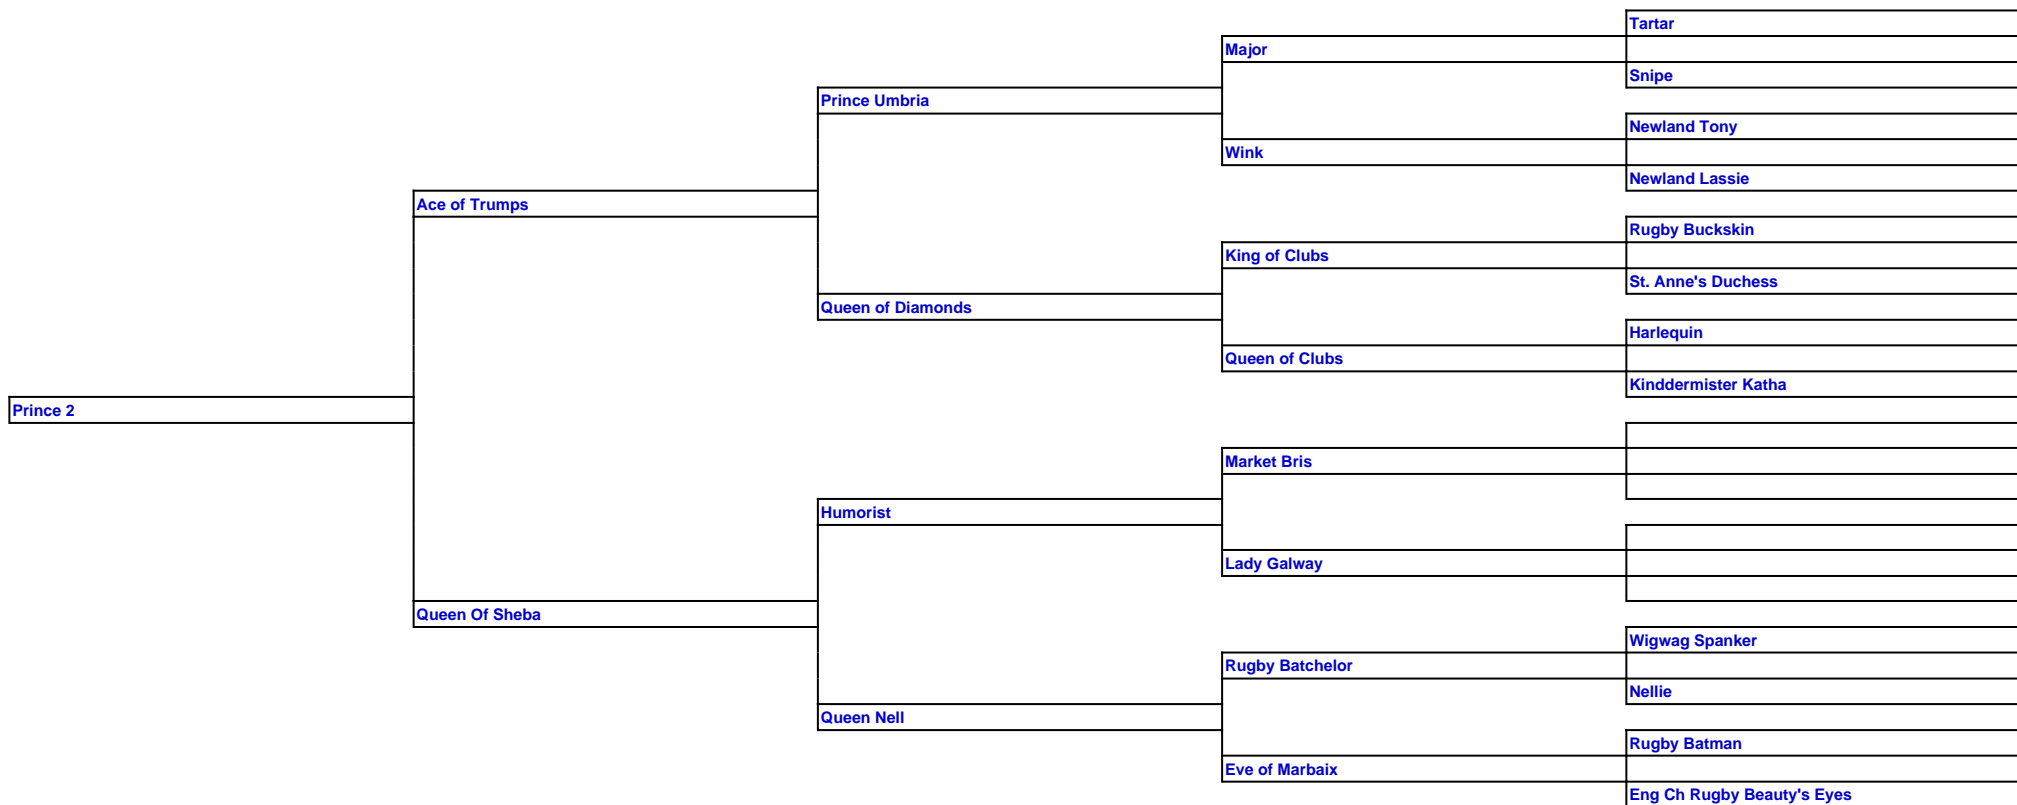 Tartar
Major
Snipe
Prince Umbria
Newland Tony
Wink
Newland Lassie
Ace of Trumps
Rugby Buckskin
King of Clubs
St. Anne's Duchess
Queen of Diamonds
Harlequin
Queen of Clubs
Kinddermister Katha
Prince 2
Market Bris
Humorist
Lady Galway
Queen Of Sheba
Wigwag Spanker
Rugby Batchelor
Nellie
Queen Nell
Rugby Batman
Eve of Marbaix
Eng Ch Rugby Beauty's Eyes